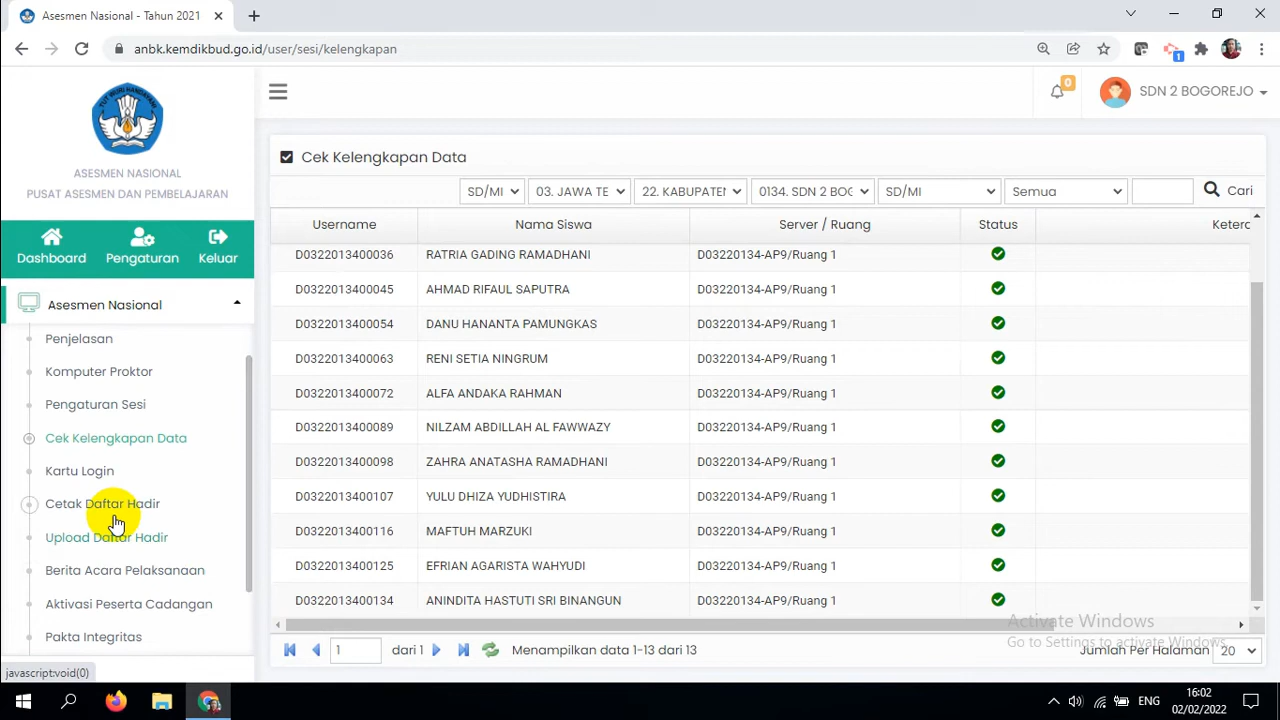 Asesmen Nasional - Tahun 2021
anbk.kemdikbud.go.id/user/sesi/kelengkapan
1
ASESMEN NASIONAL
PUSAT ASESMEN DAN PEMBELAJARAN
Dashboard
Pengaturan
Keluar
Asesmen Nasional
Penjelasan
Komputer Proktor
Pengaturan Sesi
Cek Kelengkapan Data
Kartu Login
Cetak Daftar Hadir
Upload Daftar Hadir
Berita Acara Pelaksanaan
Aktivasi Peserta Cadangan
Pakta Integritas
javascript:void(0)
0
SDN 2 BOGOREJO
Cek Kelengkapan Data
SD/MI 03. JAWA TE 22. KABUPATEN 0134. SDN 2 BOG SD/MI Semua Cari
Username Nama Siswa Server / Ruang Status Ketera
D0322013400036 RATRIA GADING RAMADHANI D03220134-AP9/Ruang 1
D0322013400045 AHMAD RIFAUL SAPUTRA D03220134-AP9/Ruang 1
D0322013400054 DANU HANANTA PAMUNGKAS D03220134-AP9/Ruang 1
D0322013400063 RENI SETIA NINGRUM D03220134-AP9/Ruang 1
D0322013400072 ALFA ANDAKA RAHMAN D03220134-AP9/Ruang 1
D0322013400089 NILZAM ABDILLAH AL FAWWAZY D03220134-AP9/Ruang 1
D0322013400098 ZAHRA ANATASHA RAMADHANI D03220134-AP9/Ruang 1
D0322013400107 YULU DHIZA YUDHISTIRA D03220134-AP9/Ruang 1
D0322013400116 MAFTUH MARZUKI D03220134-AP9/Ruang 1
D0322013400125 EFRIAN AGARISTA WAHYUDI D03220134-AP9/Ruang 1
D0322013400134 ANINDITA HASTUTI SRI BINANGUN D03220134-AP9/Ruang 1
Activate Windows
Go to Settings to activate Windows.
1 dari 1 Menampilkan data 1-13 dari 13 Jumlah Per Halaman 20
ENG
16:02
02/02/2022